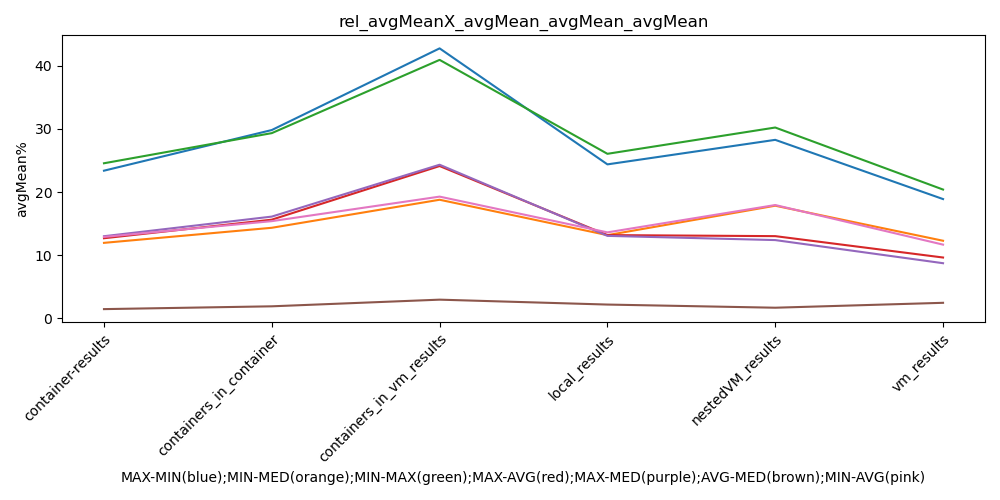 rel_avgMeanX_avgMean_avgMean_avgMean
avgMean%
40
30
20
10
0
container-results
containers_in_container
containers_in_vm_results
local_results
nestedVM_results
vm_results
MAX-MIN(blue);MIN-MED(orange);MIN-MAX(green);MAX-AVG(red);MAX-MED(purple);AVG-MED(brown);MIN-AVG(pink)